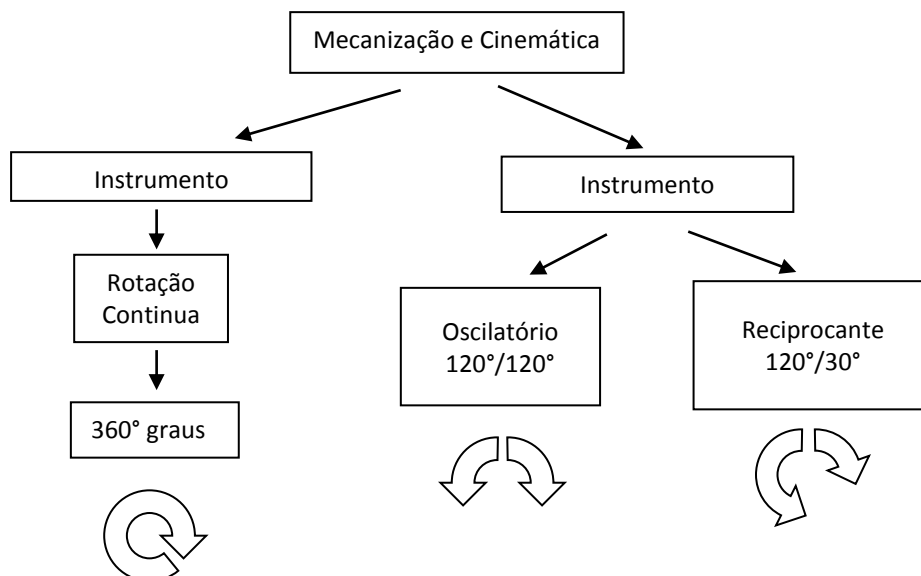 Mecanização e Cinemática
Instrumento
Instrumento
Rotação
Continua
Oscilatório
120°/120°
Reciprocante
120°/30°
360° graus